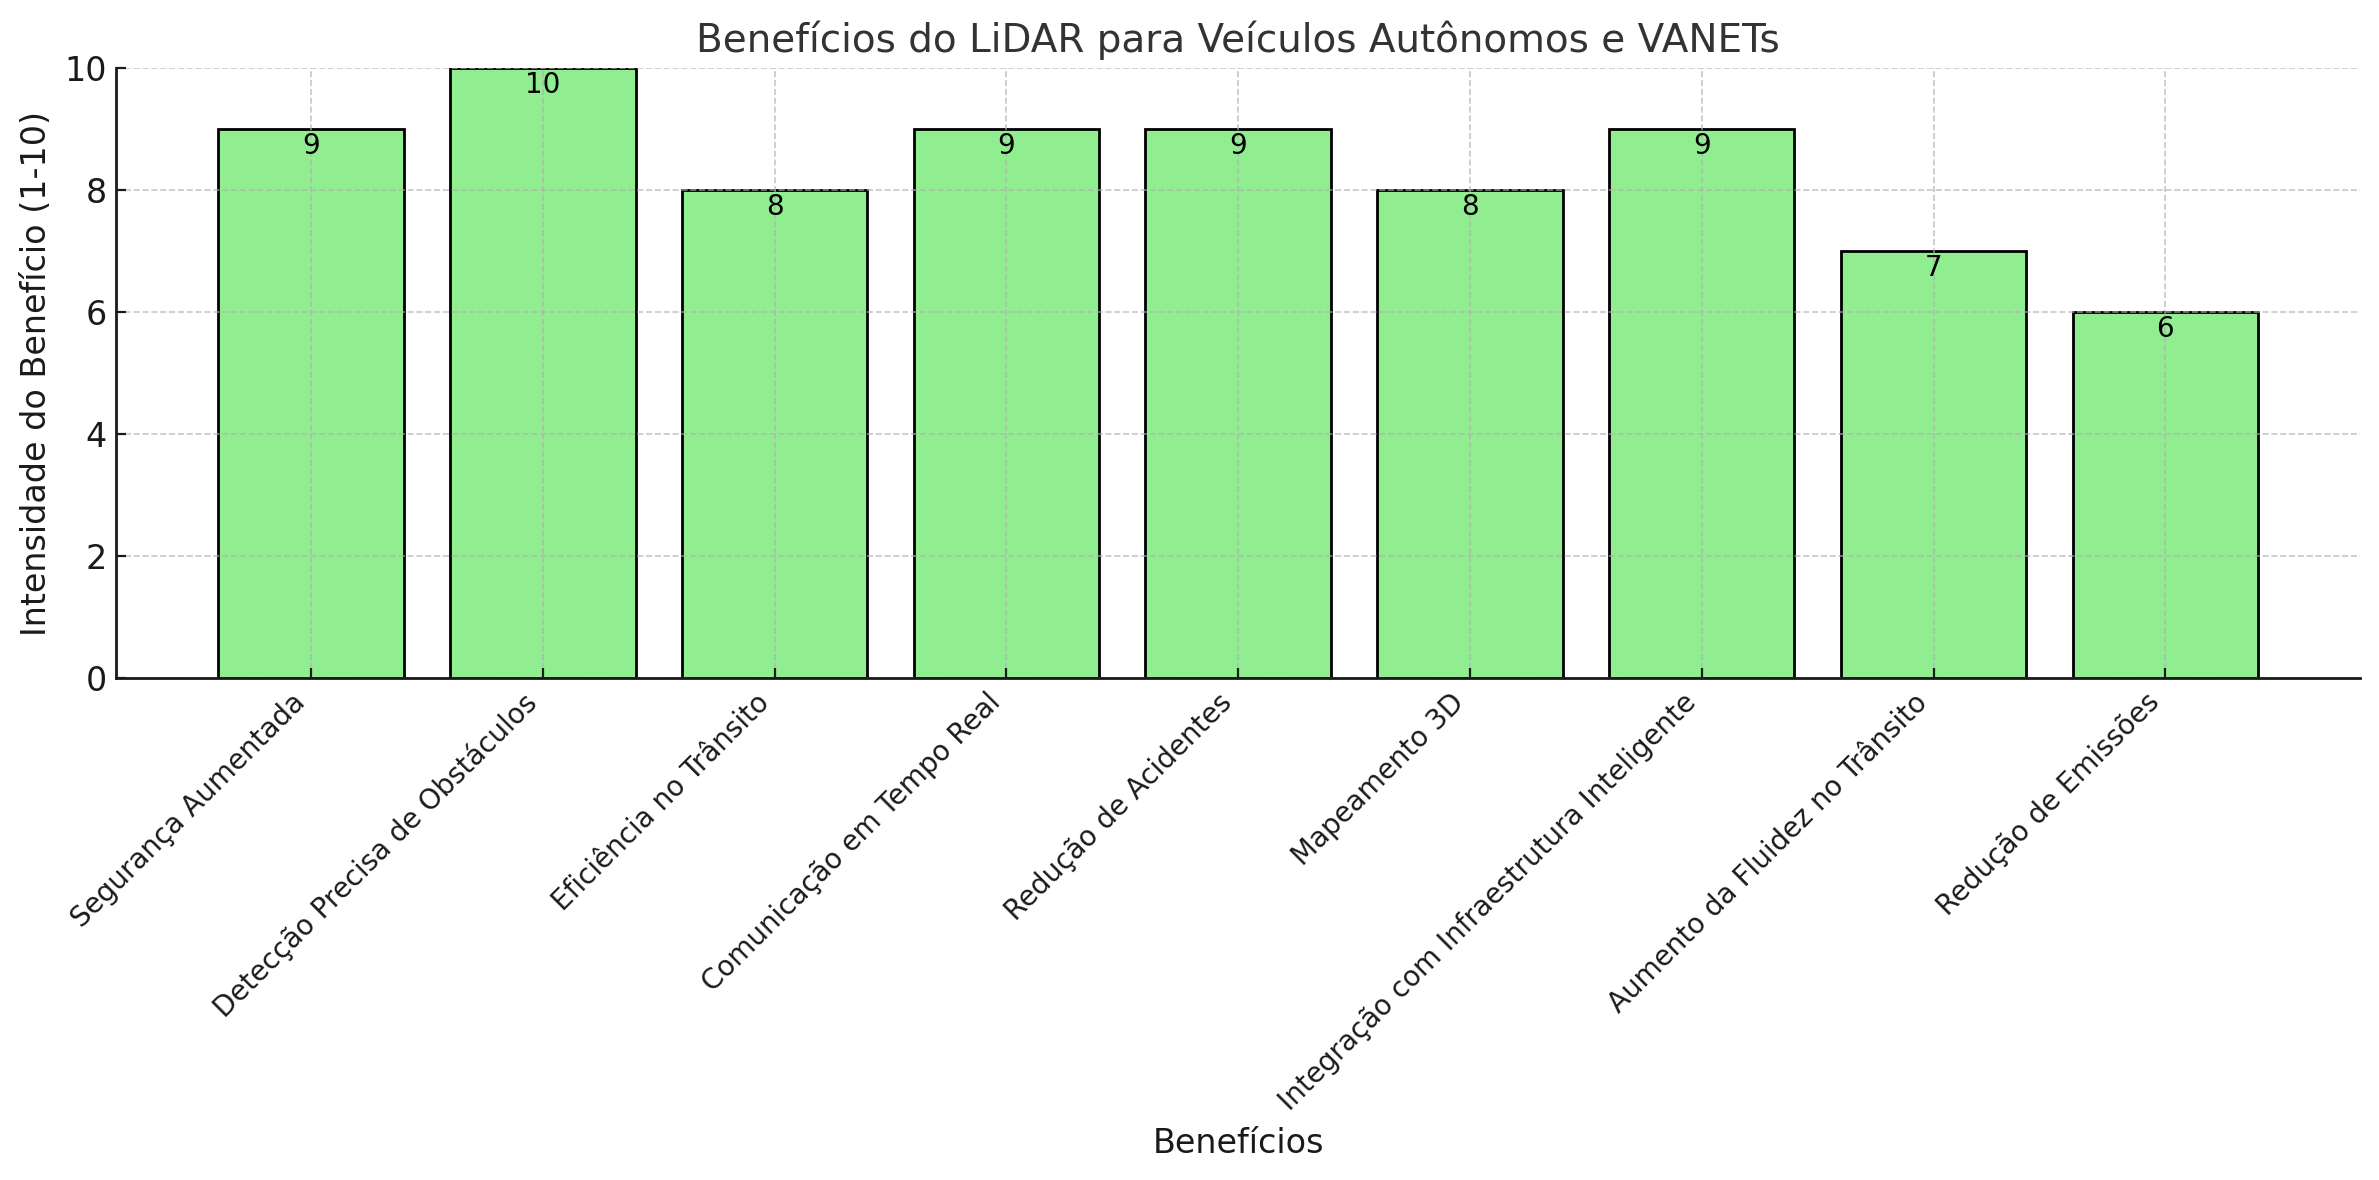 Benefícios do LiDAR para Veículos Autônomos e VANETs
Intensidade do Benefício (1-10)
10
8
6
4
2
0
9
10
8
9
9
8
9
7
6
Segurança Aumentada
Detecção Precisa de Obstáculos
Eficiência no Trânsito
Comunicação em Tempo Real
Redução de Acidentes
Mapeamento 3D
Integração com Infraestrutura Inteligente
Aumento da Fluidez no Trânsito
Redução de Emissões
Benefícios